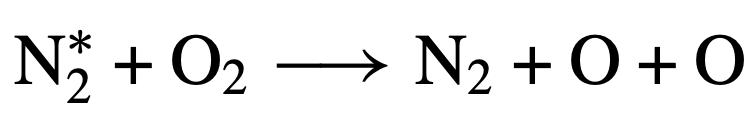 N₂* + O₂ ⟶ N₂ + O + O